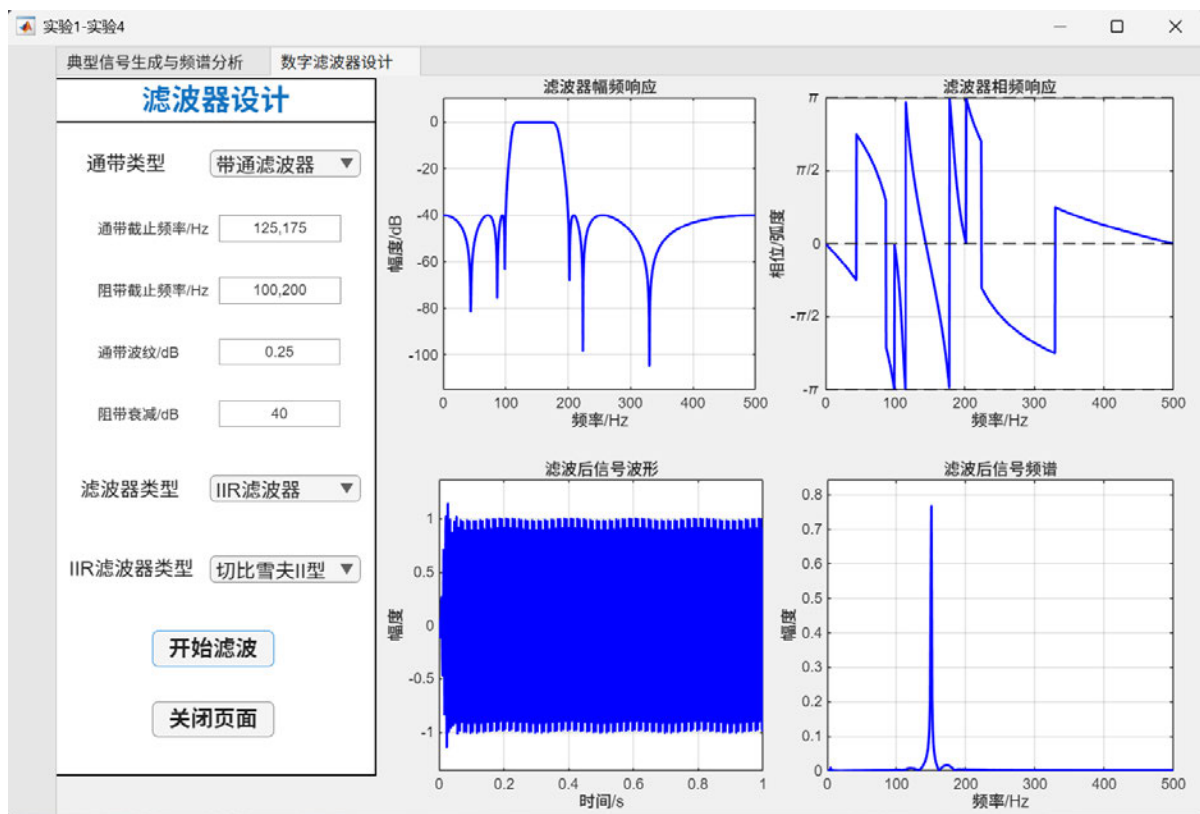 实验1-实验4
典型信号生成与频谱分析
数字滤波器设计
滤波器设计
通带类型
带通滤波器
通带截止频率/Hz
125,175
阻带截止频率/Hz
100,200
通带波纹/dB
0.25
阻带衰减/dB
40
滤波器类型
IIR滤波器
IIR滤波器类型
切比雪夫II型
开始滤波
关闭页面
滤波器幅频响应
幅度/dB
0
-20
-40
-60
-80
-100
0 100 200 300 400 500
频率/Hz
滤波器相频响应
相位/弧度
π
π/2
0
-π/2
-π
0 100 200 300 400 500
频率/Hz
滤波后信号波形
幅度
1
0.5
0
-0.5
-1
0 0.2 0.4 0.6 0.8 1
时间/s
滤波后信号频谱
幅度
0.8
0.7
0.6
0.5
0.4
0.3
0.2
0.1
0
0 100 200 300 400 500
频率/Hz